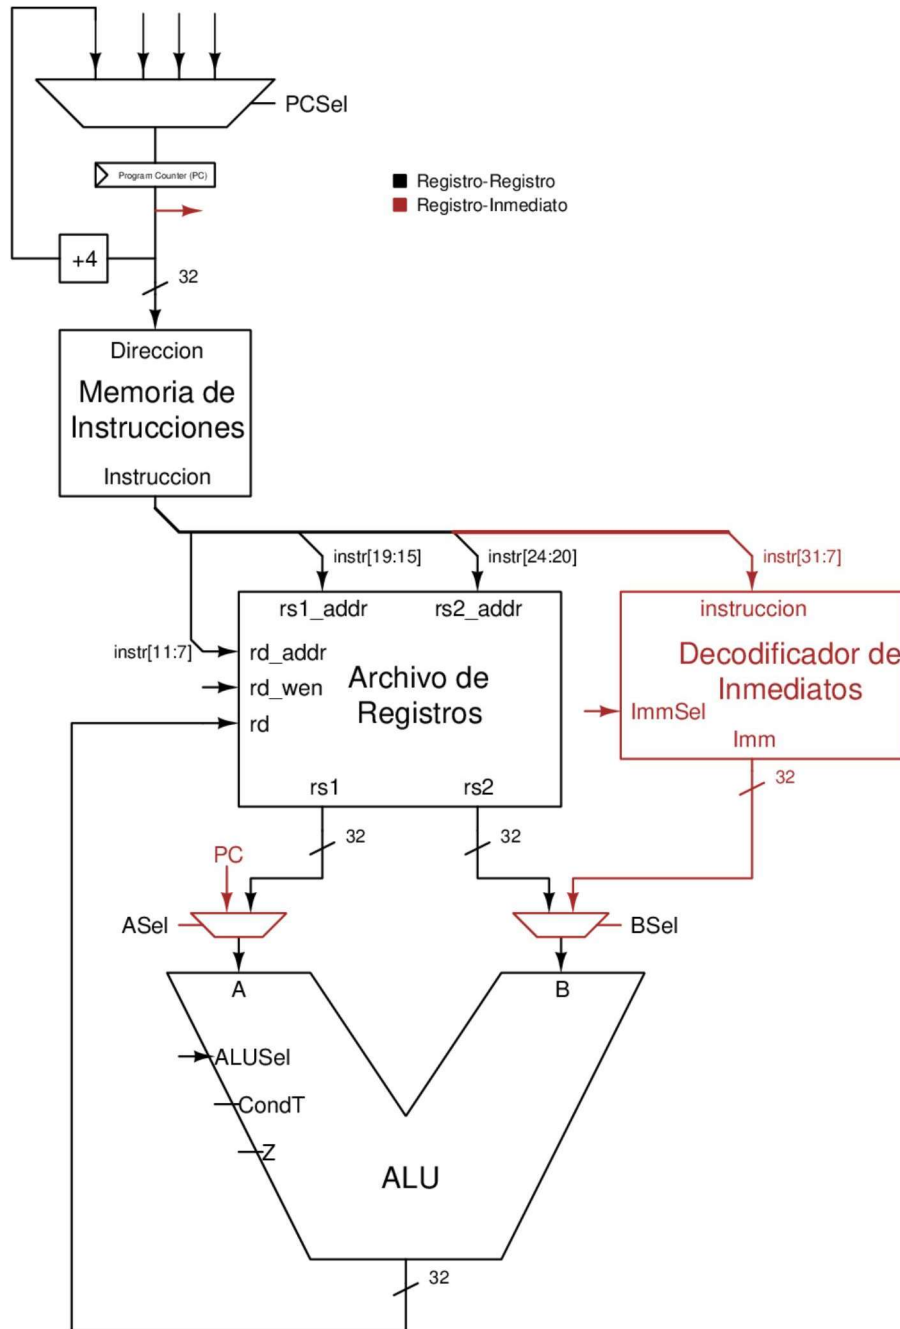 PCSel
Program Counter (PC)
Registro-Registro
Registro-Inmediato
+4
32
Direccion
Memoria de
Instrucciones
Instruccion
instr[19:15]
instr[24:20]
instr[31:7]
rs1_addr
rs2_addr
instruccion
instr[11:7]
rd_addr
rd_wen
rd
Archivo de
Registros
Decodificador de
Inmediatos
ImmSel
Imm
rs1
rs2
32
32
32
PC
ASel
BSel
A
B
ALUSel
CondT
Z
ALU
32